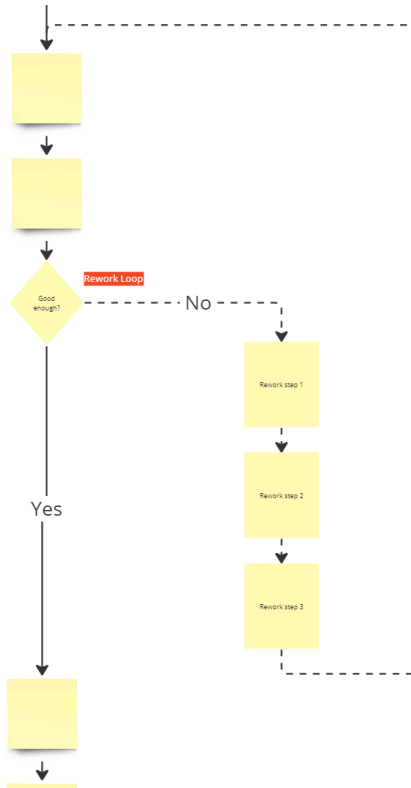 Rework Loop
Good
enough?
No
Rework step 1
Rework step 2
Yes
Rework step 3